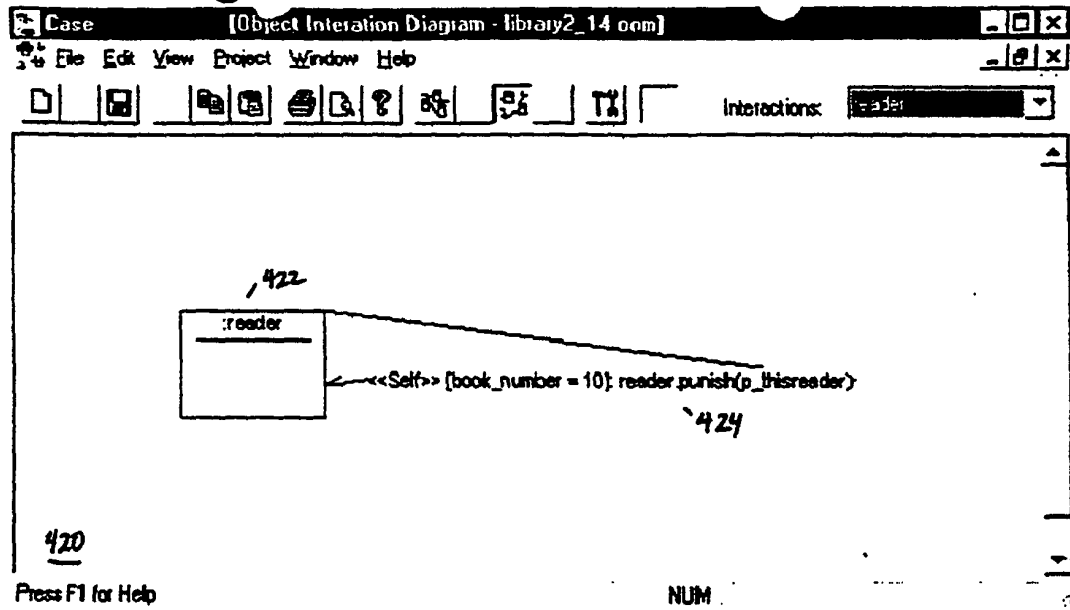 Case [Object Interation Diagram - library2_14 oom]
File Edit View Project Window Help
Interactions: reader
422
:reader
<<Self>> [book_number = 10]: reader.punish(p_thisreader)
424
420
Press F1 for Help NUM